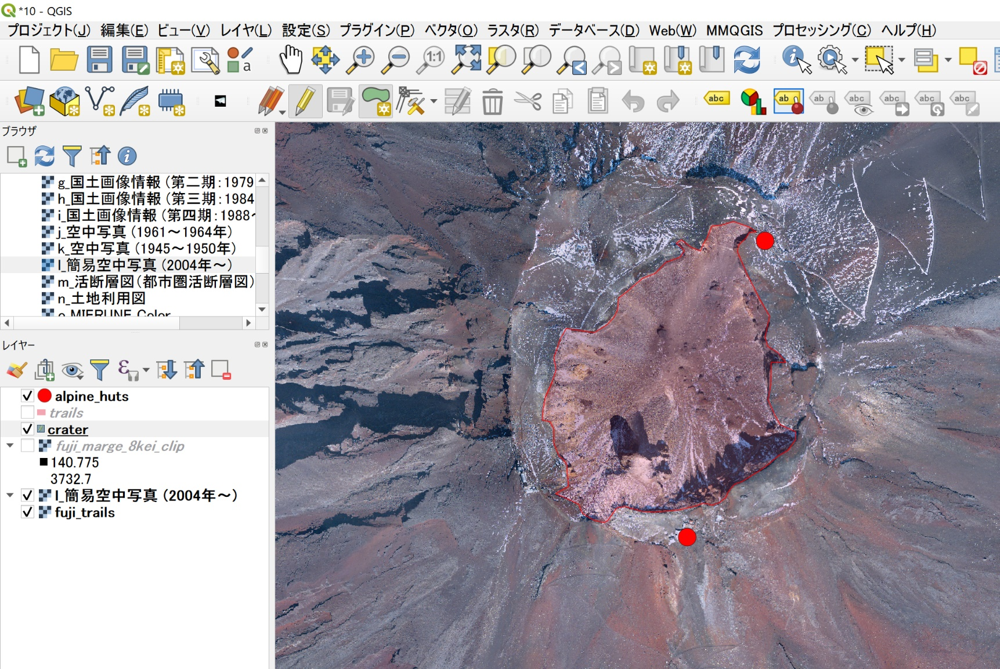 *10 - QGIS
プロジェクト(J) 編集(E) ビュー(V) レイヤ(L) 設定(S) プラグイン(P) ベクタ(O) ラスタ(R) データベース(D) Web(W) MMQGIS プロセッシング(C) ヘルプ(H)
1:1
a
abc ab ab abc abc abc abc
ブラウザ
g_国土画像情報(第二期:1979
h_国土画像情報(第三期:1984
i_国土画像情報(第四期:1988~
j_空中写真(1961～1964年)
k_空中写真(1945～1950年)
l_簡易空中写真(2004年～)
m_活断層図(都市圏活断層図)
n_土地利用図
o_MIERUNE Color
レイヤー
alpine_huts
trails
crater
fuji_marge_8kei_clip
140.775
3732.7
l_簡易空中写真(2004年～)
fuji_trails